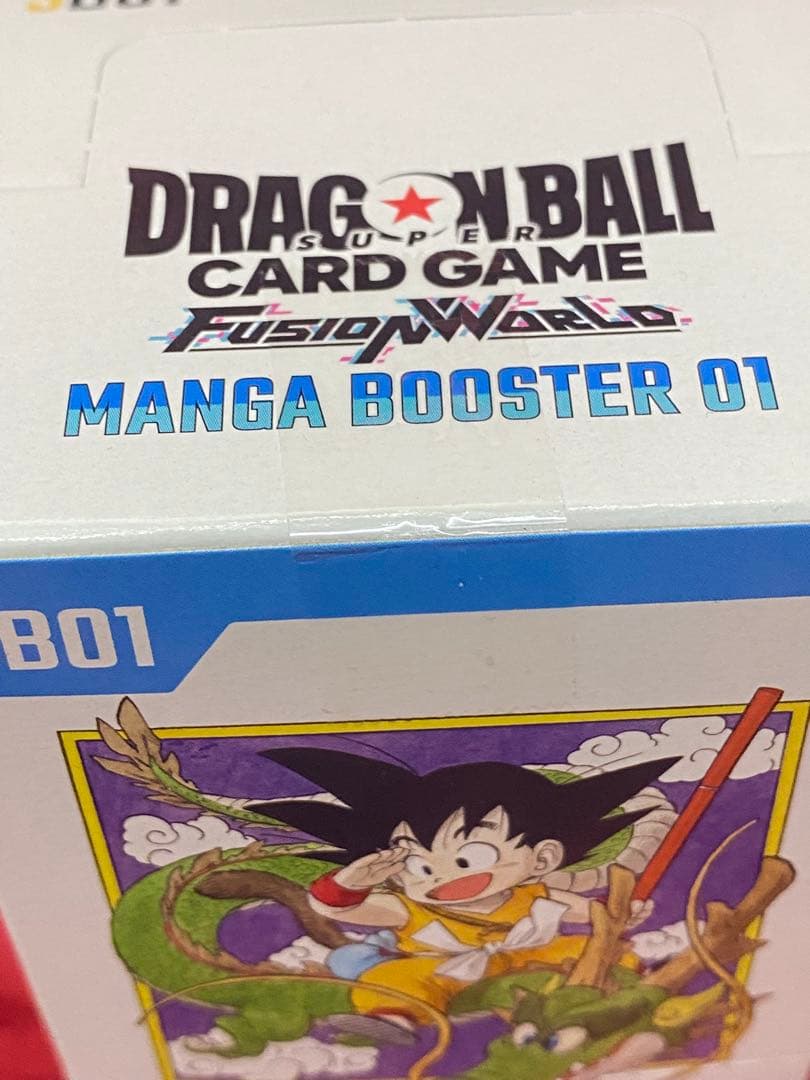 DRAGON BALL
SUPER
CARD GAME
FUSION WORLD
MANGA BOOSTER 01
B01